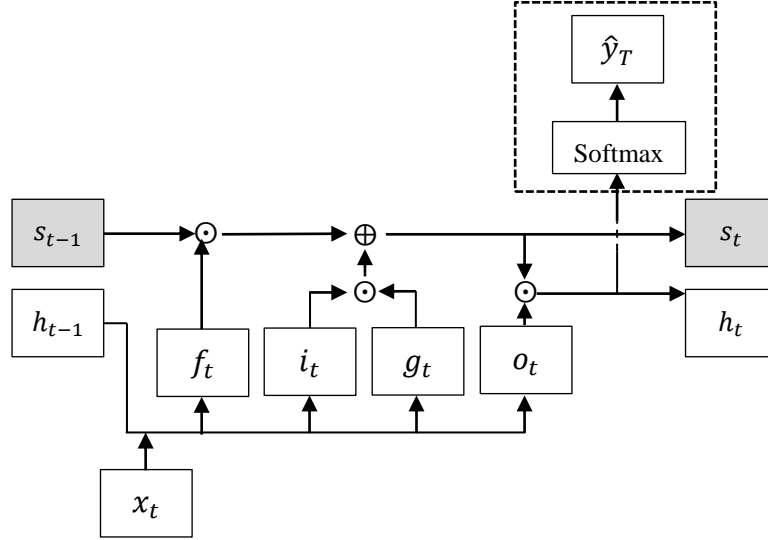 ŷ_T
Softmax
s_{t−1}
⊙
⊕
s_t
h_{t−1}
⊙
⊙
h_t
f_t
i_t
g_t
o_t
x_t